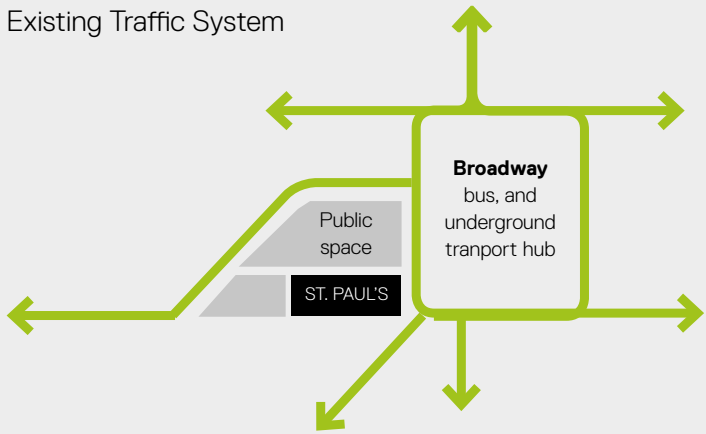 Existing Traffic System
Broadway
bus, and
underground
tranport hub
Public
space
ST. PAUL'S